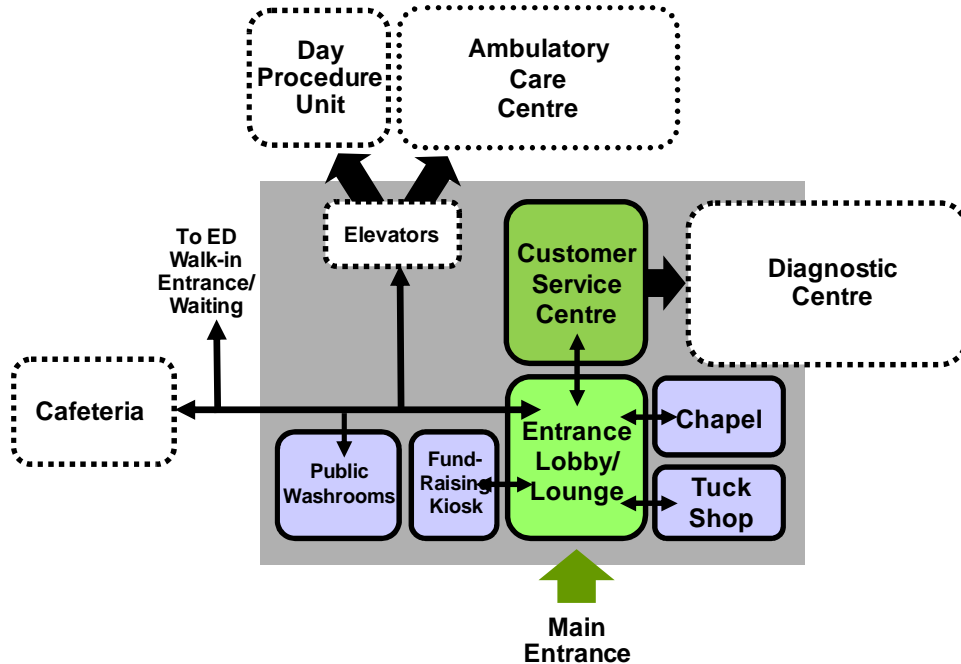 Day
Procedure
Unit
Ambulatory
Care
Centre
Elevators
To ED
Walk-in
Entrance/
Waiting
Customer
Service
Centre
Diagnostic
Centre
Cafeteria
Public
Washrooms
Fund-
Raising
Kiosk
Entrance
Lobby/
Lounge
Chapel
Tuck
Shop
Main
Entrance